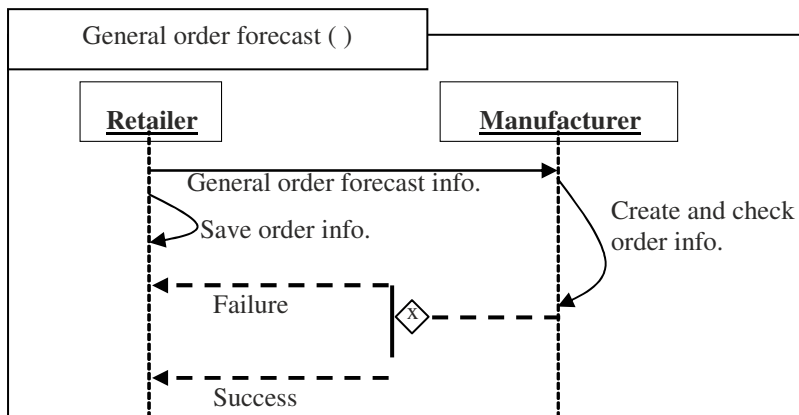 General order forecast ( )
Retailer
Manufacturer
General order forecast info.
Save order info.
Create and check
order info.
Failure
x
Success